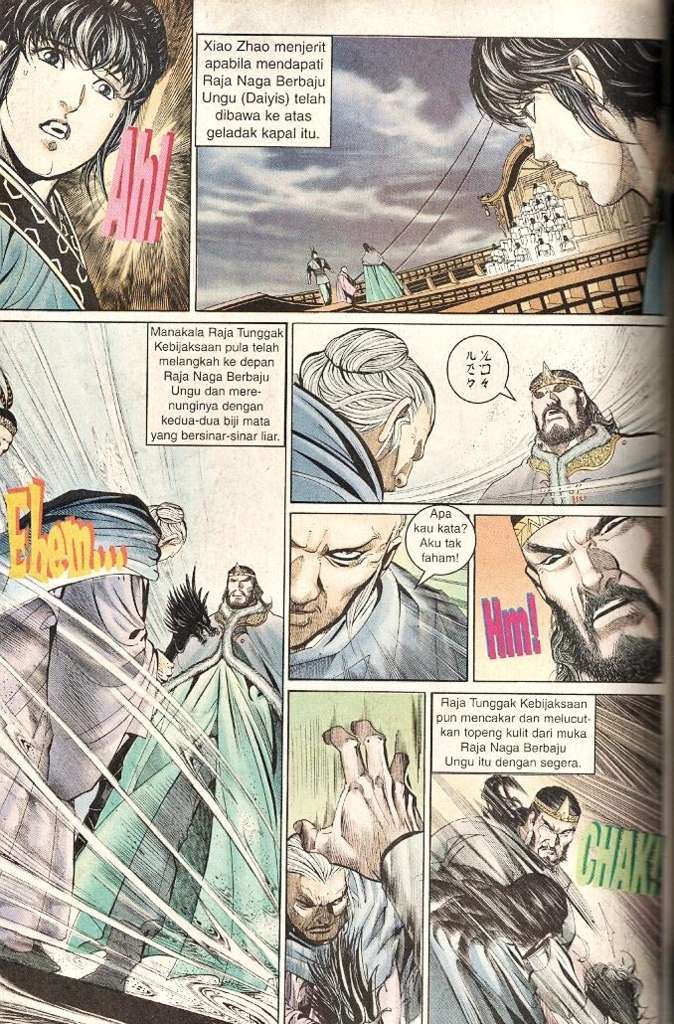 Ah!
Xiao Zhao menjerit
apabila mendapati
Raja Naga Berbaju
Ungu (Daiyis) telah
dibawa ke atas
geladak kapal itu.
Manakala Raja Tunggak
Kebijaksaan pula telah
melangkah ke depan
Raja Naga Berbaju
Ungu dan mere-
nunginya dengan
kedua-dua biji mata
yang bersinar-sinar liar.
Ehem...
Apa
kau kata?
Aku tak
faham!
Hm!
Raja Tunggak Kebijaksaan
pun mencakar dan melucut-
kan topeng kulit dari muka
Raja Naga Berbaju
Ungu itu dengan segera.
CHAK!